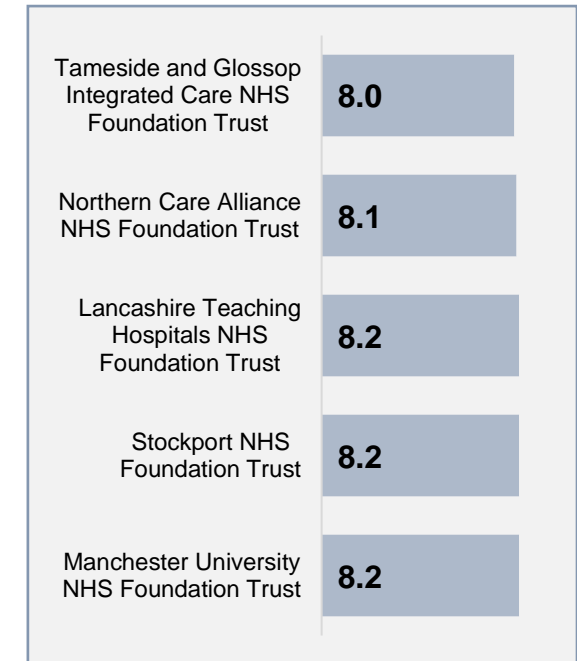 Tameside and Glossop
Integrated Care NHS
Foundation Trust
8.0
Northern Care Alliance
NHS Foundation Trust
8.1
Lancashire Teaching
Hospitals NHS
Foundation Trust
8.2
Stockport NHS
Foundation Trust
8.2
Manchester University
NHS Foundation Trust
8.2